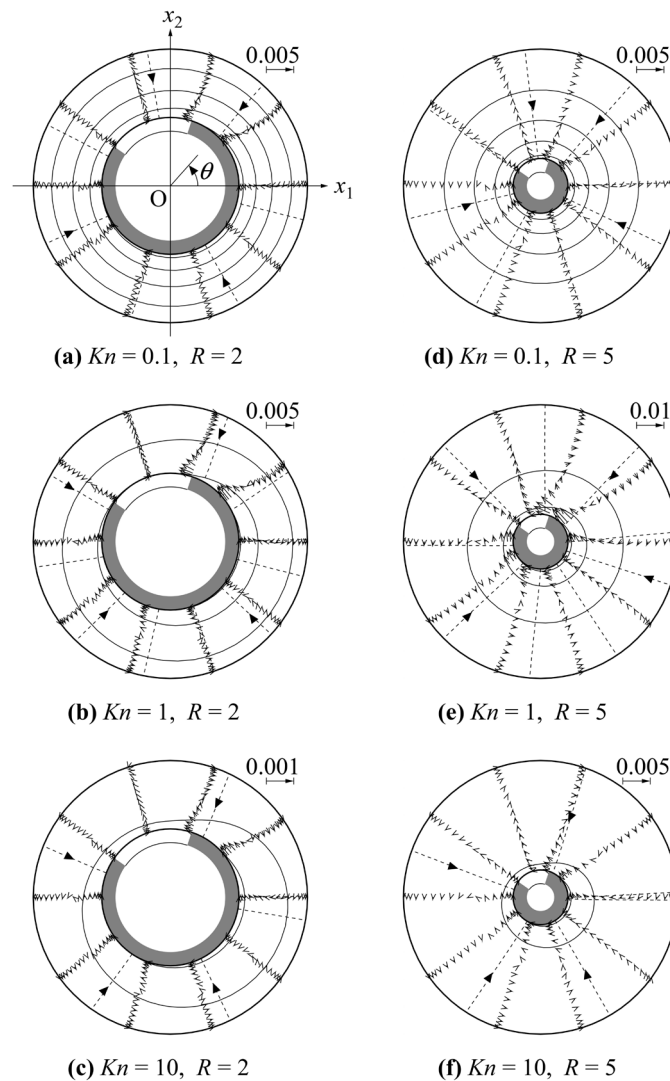 x₂
0.005
θ
O
x₁
(a) Kn = 0.1, R = 2
0.005
(d) Kn = 0.1, R = 5
0.005
(b) Kn = 1, R = 2
0.01
(e) Kn = 1, R = 5
0.001
(c) Kn = 10, R = 2
0.005
(f) Kn = 10, R = 5